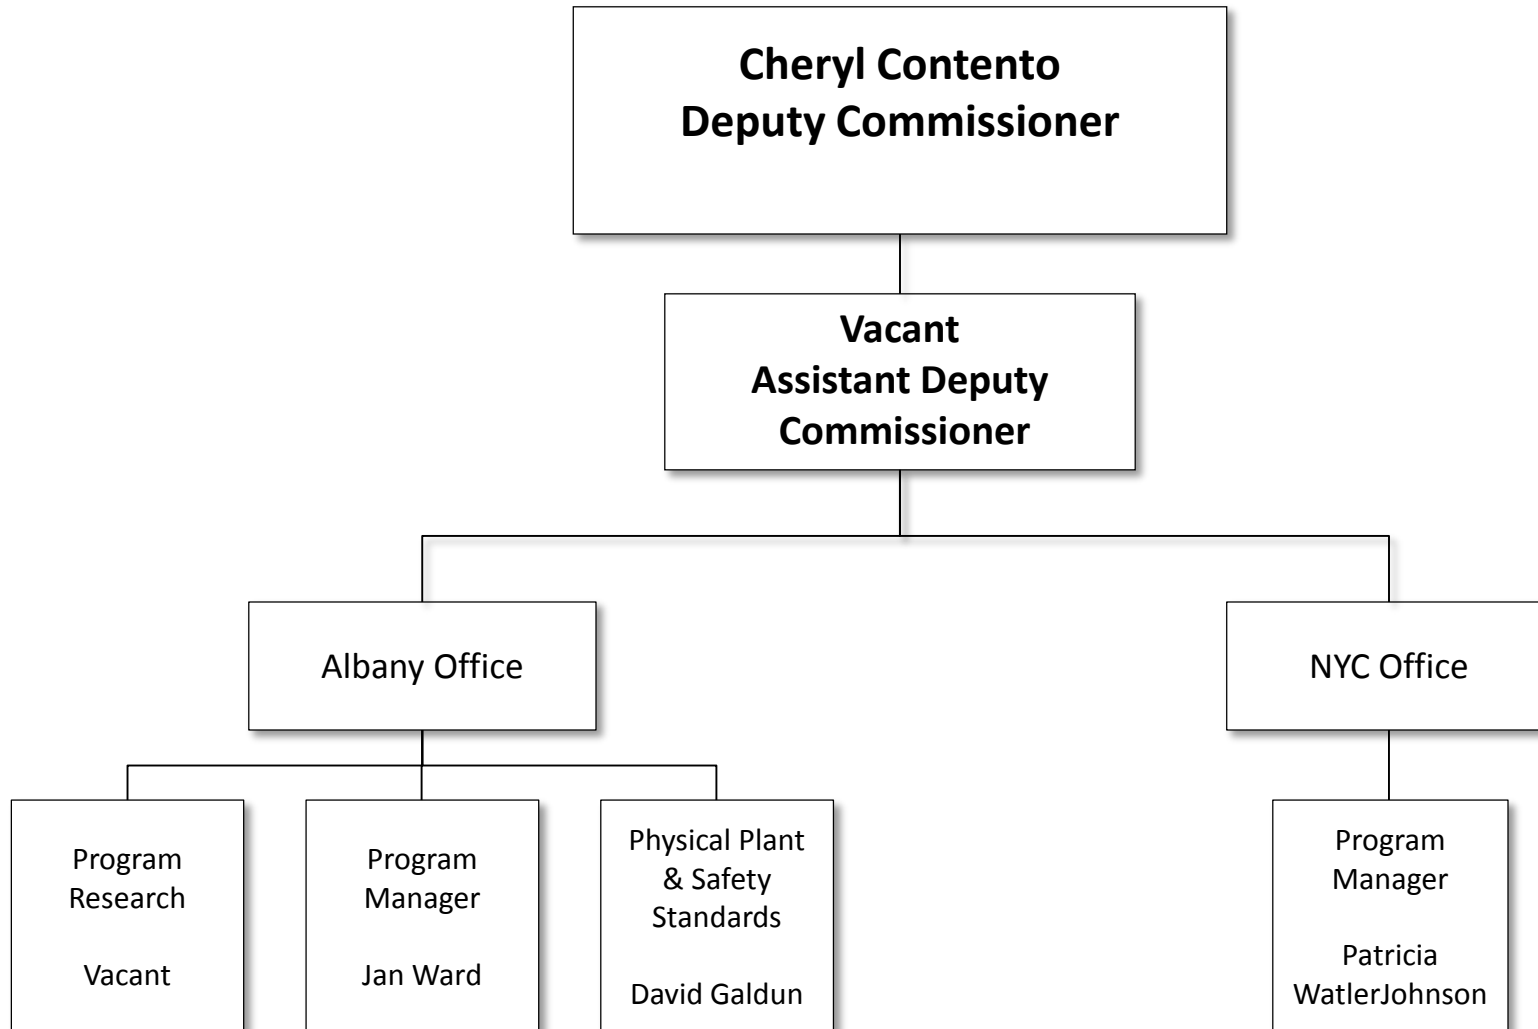 Cheryl Contento
Deputy Commissioner
Vacant
Assistant Deputy
Commissioner
Albany Office
NYC Office
Program
Research
Vacant
Program
Manager
Jan Ward
Physical Plant
& Safety
Standards
David Galdun
Program
Manager
Patricia
WatlerJohnson